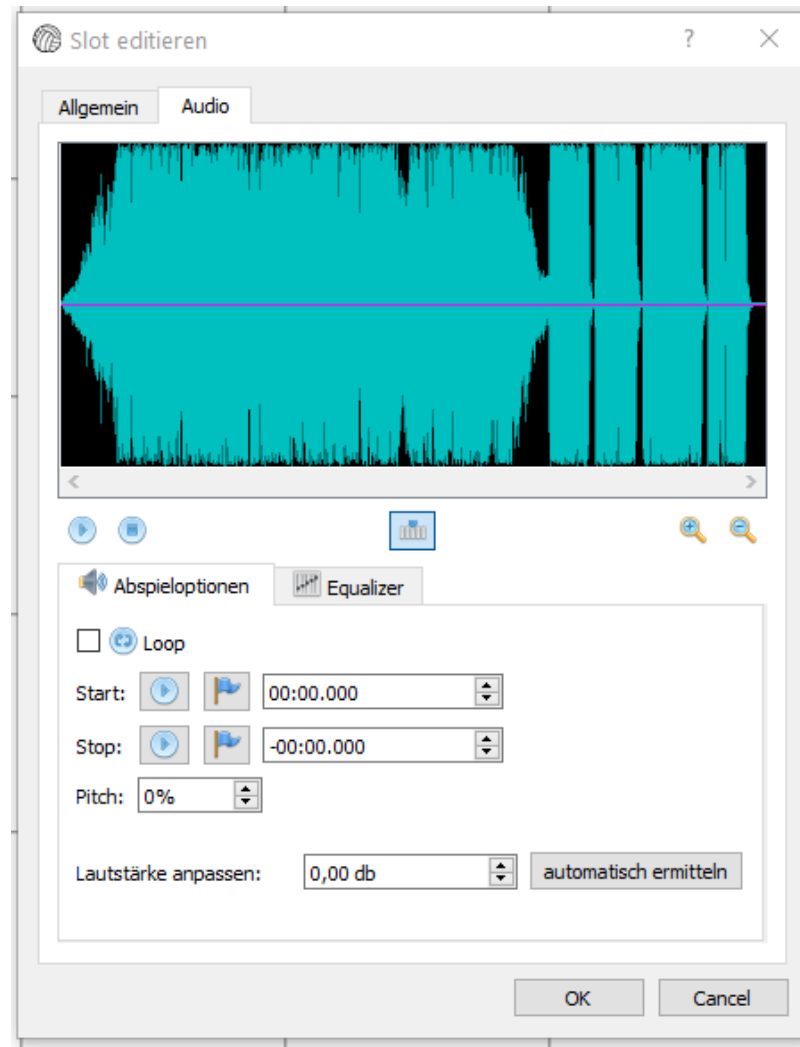 Slot editieren ?
Allgemein Audio
Abspieloptionen Equalizer
Loop
Start: 00:00.000
Stop: -00:00.000
Pitch: 0%
Lautstärke anpassen: 0,00 db automatisch ermitteln
OK Cancel